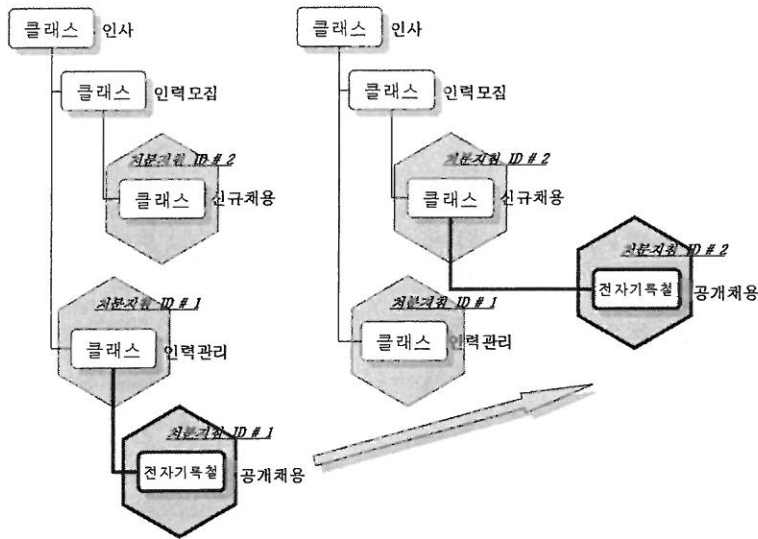 클래스 인사
클래스 인력모집
처분지침 ID # 2
클래스 신규채용
처분지침 ID # 1
클래스 인력관리
처분지침 ID # 1
전자기록철 공개채용
클래스 인사
클래스 인력모집
처분지침 ID # 2
클래스 신규채용
처분지침 ID # 2
전자기록철 공개채용
처분지침 ID # 1
클래스 인력관리